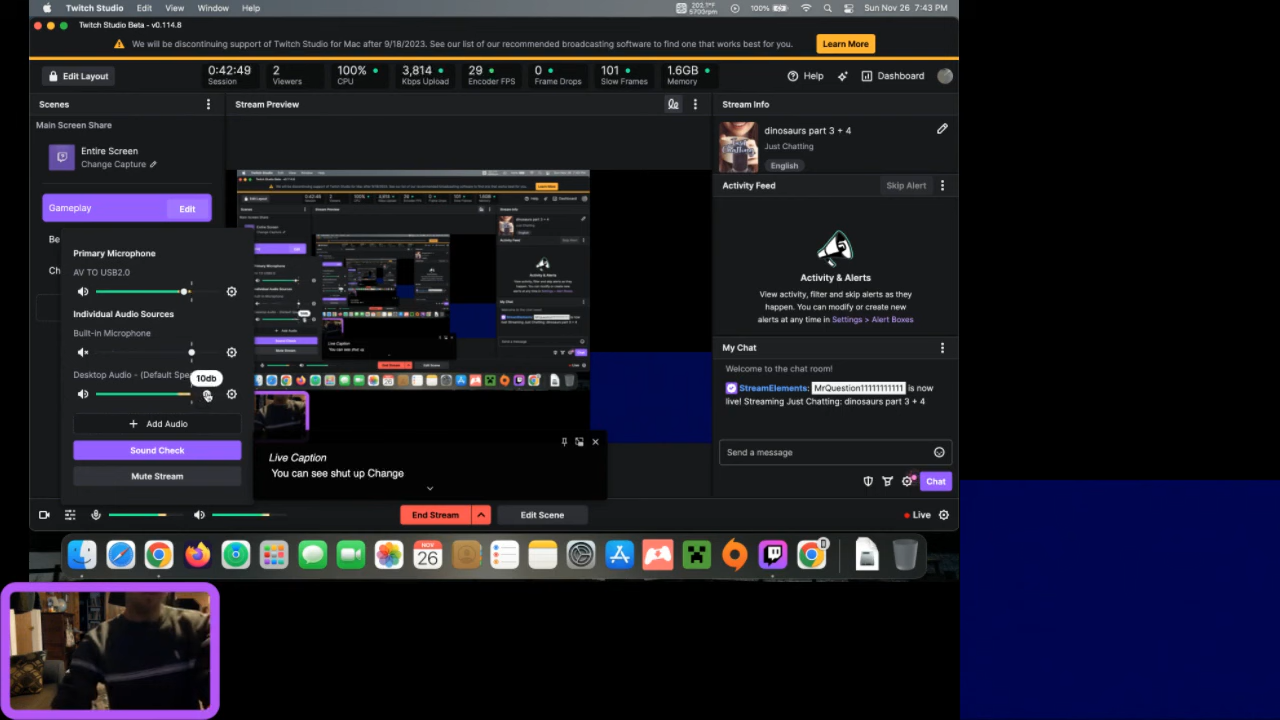 Twitch Studio Edit View Window Help
202.1°F
5700rpm
100%
Sun Nov 26 7:43 PM
Twitch Studio Beta - v0.114.8
We will be discontinuing support of Twitch Studio for Mac after 9/18/2023. See our list of our recommended broadcasting software to find one that works best for you.
Learn More
Edit Layout
0:42:49 2 100% 3,814 29 0 101 1.6GB
Session Viewers CPU Kbps Upload Encoder FPS Frame Drops Slow Frames Memory
Help
Dashboard
Scenes
Stream Preview
Stream Info
Main Screen Share
Entire Screen
Change Capture
Gameplay
Edit
Be
Ch
Primary Microphone
AV TO USB2.0
Individual Audio Sources
Built-in Microphone
Desktop Audio - (Default Spe
10db
Add Audio
Sound Check
Mute Stream
Live Caption
You can see shut up Change
End Stream
Edit Scene
dinosaurs part 3 + 4
Just Chatting
English
Activity Feed
Skip Alert
Activity & Alerts
View activity, filter and skip alerts as they
happen. You can modify or create new
alerts at any time in Settings > Alert Boxes
My Chat
Welcome to the chat room!
StreamElements: MrQuestion11111111111 is now
live! Streaming Just Chatting: dinosaurs part 3 + 4
Send a message
Chat
Live
NOV
26